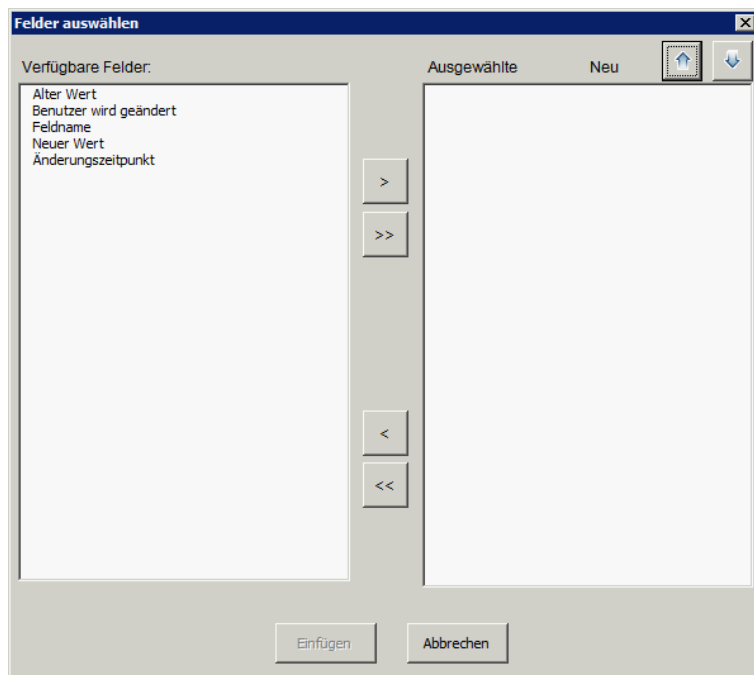 Felder auswählen
Verfügbare Felder:
Ausgewählte Neu
Alter Wert
Benutzer wird geändert
Feldname
Neuer Wert
Änderungszeitpunkt
>
>>
<
<<
Einfügen Abbrechen